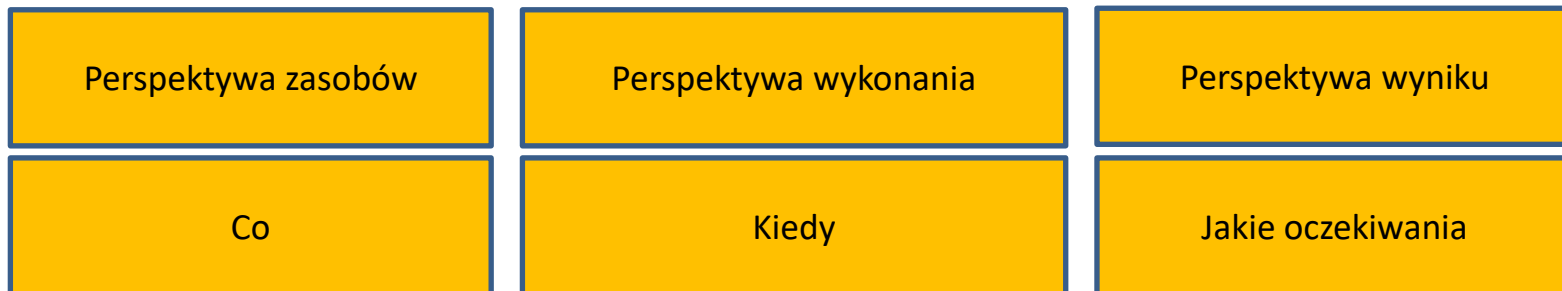 Perspektywa zasobów
Perspektywa wykonania
Perspektywa wyniku
Co
Kiedy
Jakie oczekiwania